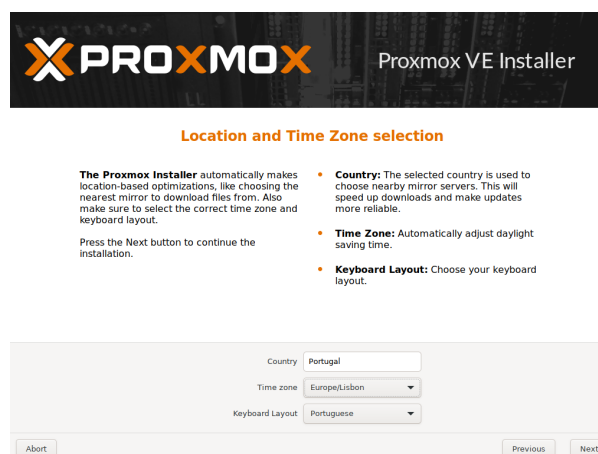 PROXMOX
Proxmox VE Installer
Location and Time Zone selection
The Proxmox Installer automatically makes
location-based optimizations, like choosing the
nearest mirror to download files from. Also
make sure to select the correct time zone and
keyboard layout.
Press the Next button to continue the
installation.
Country: The selected country is used to
choose nearby mirror servers. This will
speed up downloads and make updates
more reliable.
Time Zone: Automatically adjust daylight
saving time.
Keyboard Layout: Choose your keyboard
layout.
Country Portugal
Time zone Europe/Lisbon
Keyboard Layout Portuguese
Abort Previous Next